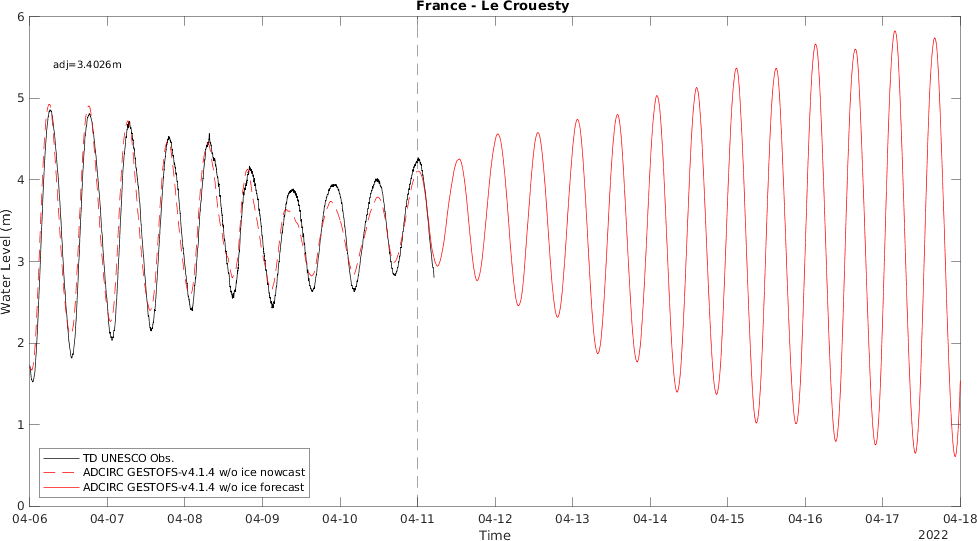 France - Le Crouesty
adj=3.4026m
Water Level (m)
6
5
4
3
2
1
0
TD UNESCO Obs.
ADCIRC GESTOFS-v4.1.4 w/o ice nowcast
ADCIRC GESTOFS-v4.1.4 w/o ice forecast
04-06 04-07 04-08 04-09 04-10 04-11 04-12 04-13 04-14 04-15 04-16 04-17 04-18
Time
2022